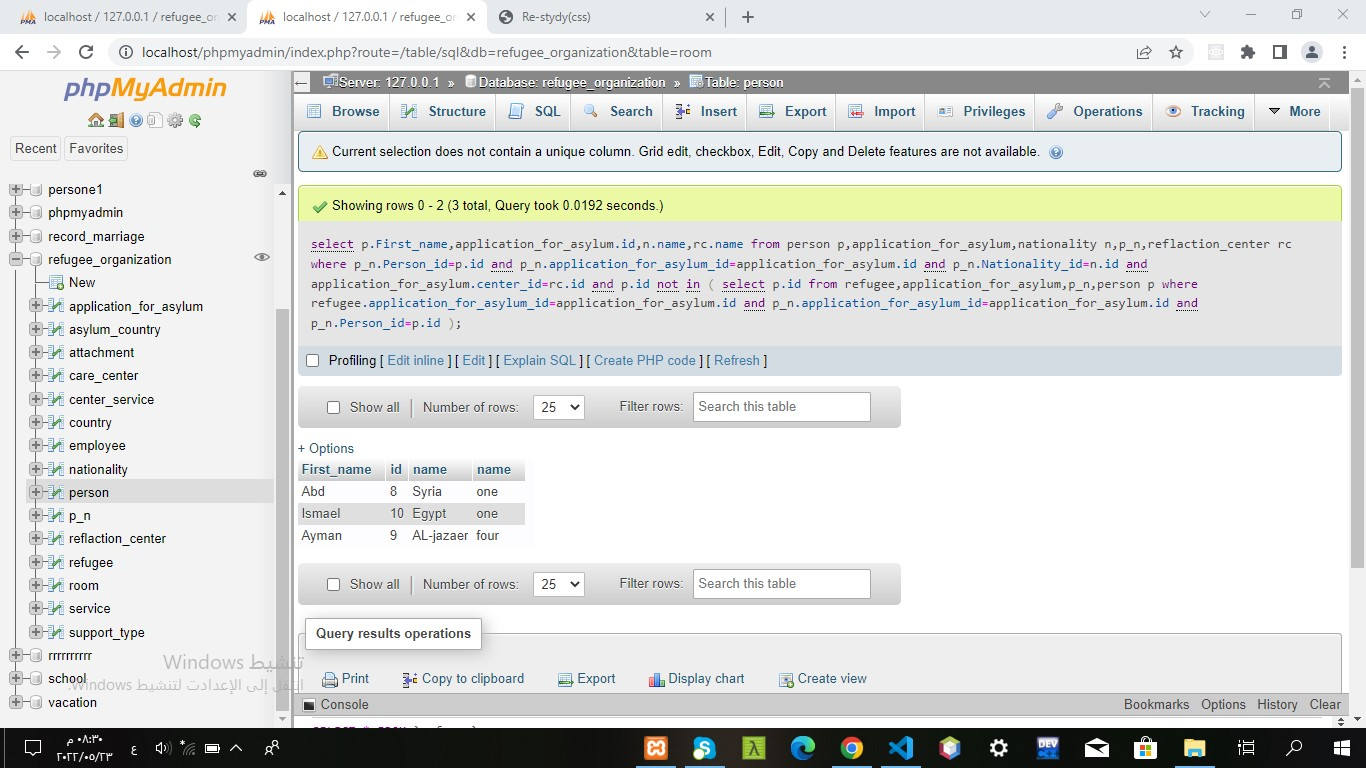 localhost / 127.0.0.1 / refugee_or
localhost / 127.0.0.1 / refugee_or
Re-stydy(css)
localhost/phpmyadmin/index.php?route=/table/sql&db=refugee_organization&table=room
phpMyAdmin
Recent Favorites
persone1
phpmyadmin
record_marriage
refugee_organization
New
application_for_asylum
asylum_country
attachment
care_center
center_service
country
employee
nationality
person
p_n
reflaction_center
refugee
room
service
support_type
rrrrrrrrrr
school
vacation
Server: 127.0.0.1 » Database: refugee_organization » Table: person
Browse Structure SQL Search Insert Export Import Privileges Operations Tracking More
Current selection does not contain a unique column. Grid edit, checkbox, Edit, Copy and Delete features are not available.
Showing rows 0 - 2 (3 total, Query took 0.0192 seconds.)
select p.First_name,application_for_asylum.id,n.name,rc.name from person p,application_for_asylum,nationality n,p_n,reflaction_center rc
where p_n.Person_id=p.id and p_n.application_for_asylum_id=application_for_asylum.id and p_n.Nationality_id=n.id and
application_for_asylum.center_id=rc.id and p.id not in ( select p.id from refugee,application_for_asylum,p_n,person p where
refugee.application_for_asylum_id=application_for_asylum.id and p_n.application_for_asylum_id=application_for_asylum.id and
p_n.Person_id=p.id );
Profiling [ Edit inline ] [ Edit ] [ Explain SQL ] [ Create PHP code ] [ Refresh ]
Show all Number of rows: 25 Filter rows: Search this table
+ Options
First_name id name name
Abd 8 Syria one
Ismael 10 Egypt one
Ayman 9 AL-jazaer four
Show all Number of rows: 25 Filter rows: Search this table
Query results operations
Print Copy to clipboard Export Display chart Create view
Console Bookmarks Options History Clear
تنشيط Windows
انتقل إلى الإعدادت لتنشيط Windows.
DEV
ع
٠٨:٣٠ م
٢٠٢٢/٠٥/٢٣